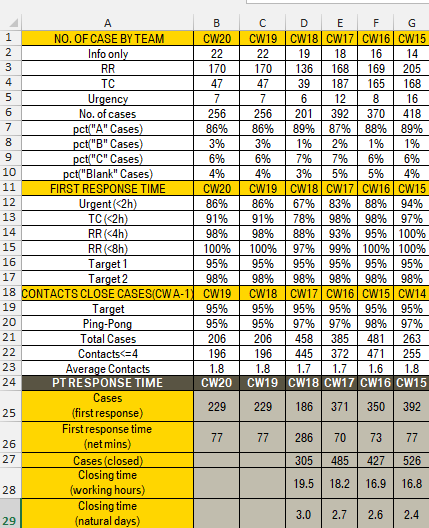 A B C D E F G
1 NO. OF CASE BY TEAM CW20 CW19 CW18 CW17 CW16 CW15
2 Info only 22 22 19 18 16 14
3 RR 170 170 136 168 169 205
4 TC 47 47 39 187 165 168
5 Urgency 7 7 6 12 8 16
6 No. of cases 256 256 201 392 370 418
7 pct("A" Cases) 86% 86% 89% 87% 88% 89%
8 pct("B" Cases) 3% 3% 1% 2% 1% 1%
9 pct("C" Cases) 6% 6% 7% 7% 6% 6%
10 pct("Blank" Cases) 4% 4% 3% 5% 5% 4%
11 FIRST RESPONSE TIME CW20 CW19 CW18 CW17 CW16 CW15
12 Urgent (<2h) 86% 86% 67% 83% 88% 94%
13 TC (<2h) 91% 91% 78% 98% 98% 97%
14 RR (<4h) 98% 98% 88% 93% 95% 100%
15 RR (<8h) 100% 100% 97% 99% 100% 100%
16 Target 1 95% 95% 95% 95% 95% 95%
17 Target 2 98% 98% 98% 98% 98% 98%
18 CONTACTS CLOSE CASES(CW A-1) CW19 CW18 CW17 CW16 CW15 CW14
19 Target 95% 95% 95% 95% 95% 95%
20 Ping-Pong 95% 95% 97% 97% 98% 97%
21 Total Cases 206 206 458 385 481 263
22 Contacts<=4 196 196 445 372 471 255
23 Average Contacts 1.8 1.8 1.7 1.7 1.6 1.8
24 PT RESPONSE TIME CW20 CW19 CW18 CW17 CW16 CW15
Cases
25 (first response) 229 229 186 371 350 392
First response time
26 (net mins) 77 77 286 70 73 77
27 Cases (closed) 305 485 427 526
Closing time
28 (working hours) 19.5 18.2 16.9 16.8
Closing time
29 (natural days) 3.0 2.7 2.6 2.4